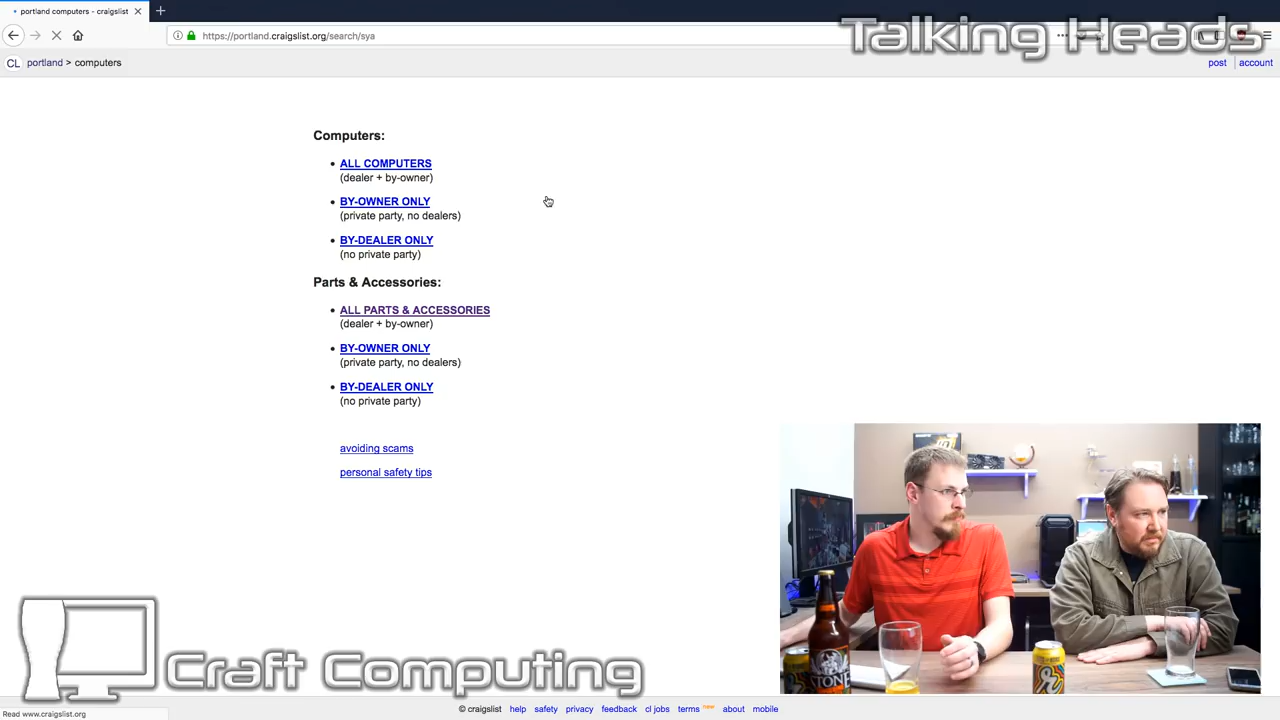 portland computers - craigslist
https://portland.craigslist.org/search/sya
Talking Heads
CL portland > computers
post account
Computers:
ALL COMPUTERS
(dealer + by-owner)
BY-OWNER ONLY
(private party, no dealers)
BY-DEALER ONLY
(no private party)
Parts & Accessories:
ALL PARTS & ACCESSORIES
(dealer + by-owner)
BY-OWNER ONLY
(private party, no dealers)
BY-DEALER ONLY
(no private party)
avoiding scams
personal safety tips
STONE
Craft Computing
© craigslist help safety privacy feedback cl jobs terms new about mobile
Read www.craigslist.org